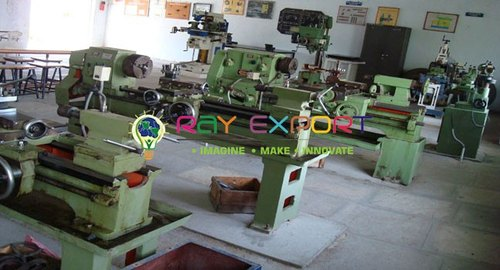 RAY EXPORT
• IMAGINE • MAKE • INNOVATE